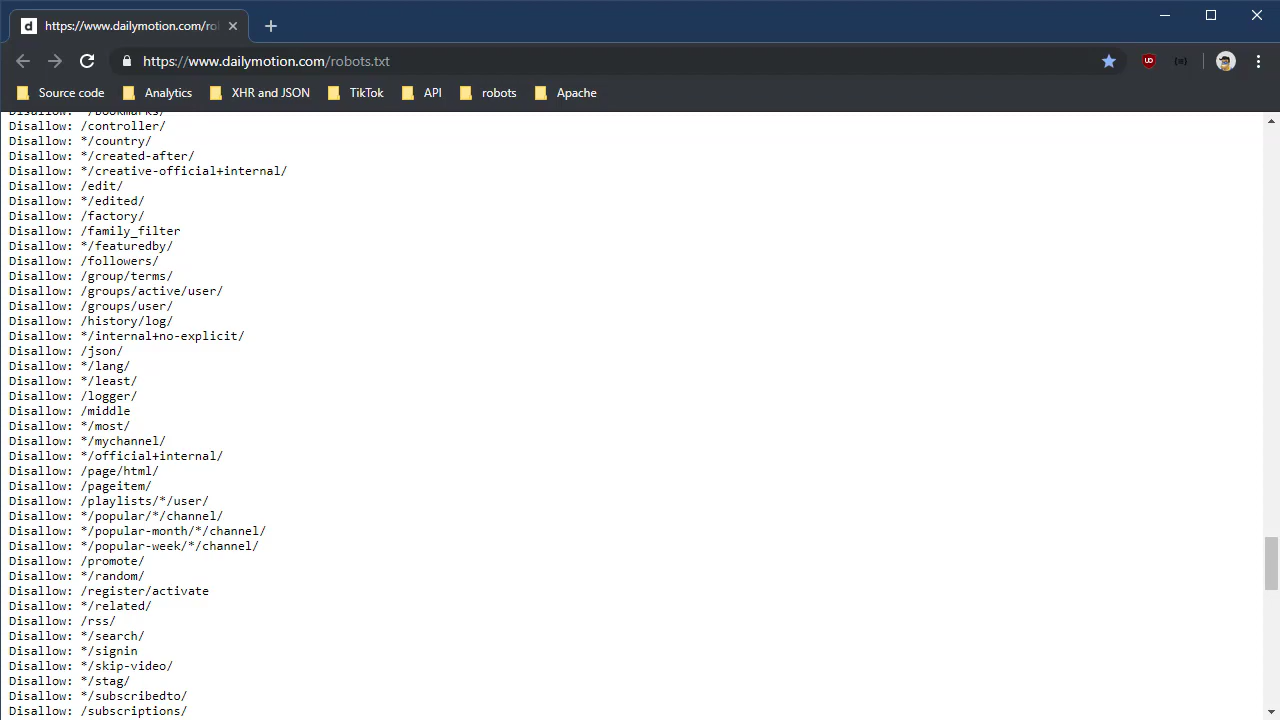 https://www.dailymotion.com/ro
https://www.dailymotion.com/robots.txt
Source code Analytics XHR and JSON TikTok API robots Apache
Disallow: */bookmarks/
Disallow: /controller/
Disallow: */country/
Disallow: */created-after/
Disallow: */creative-official+internal/
Disallow: /edit/
Disallow: */edited/
Disallow: /factory/
Disallow: /family_filter
Disallow: */featuredby/
Disallow: /followers/
Disallow: /group/terms/
Disallow: /groups/active/user/
Disallow: /groups/user/
Disallow: /history/log/
Disallow: */internal+no-explicit/
Disallow: /json/
Disallow: */lang/
Disallow: */least/
Disallow: /logger/
Disallow: /middle
Disallow: */most/
Disallow: */mychannel/
Disallow: */official+internal/
Disallow: /page/html/
Disallow: /pageitem/
Disallow: /playlists/*/user/
Disallow: */popular/*/channel/
Disallow: */popular-month/*/channel/
Disallow: */popular-week/*/channel/
Disallow: /promote/
Disallow: */random/
Disallow: /register/activate
Disallow: */related/
Disallow: /rss/
Disallow: */search/
Disallow: */signin
Disallow: */skip-video/
Disallow: */stag/
Disallow: */subscribedto/
Disallow: /subscriptions/